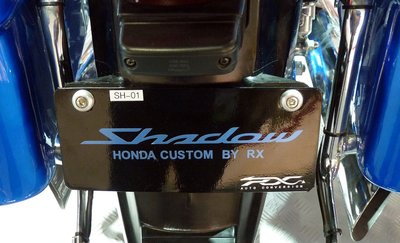 SH-01
Shadow
HONDA CUSTOM BY RX
RX
AUTO CONVERSION